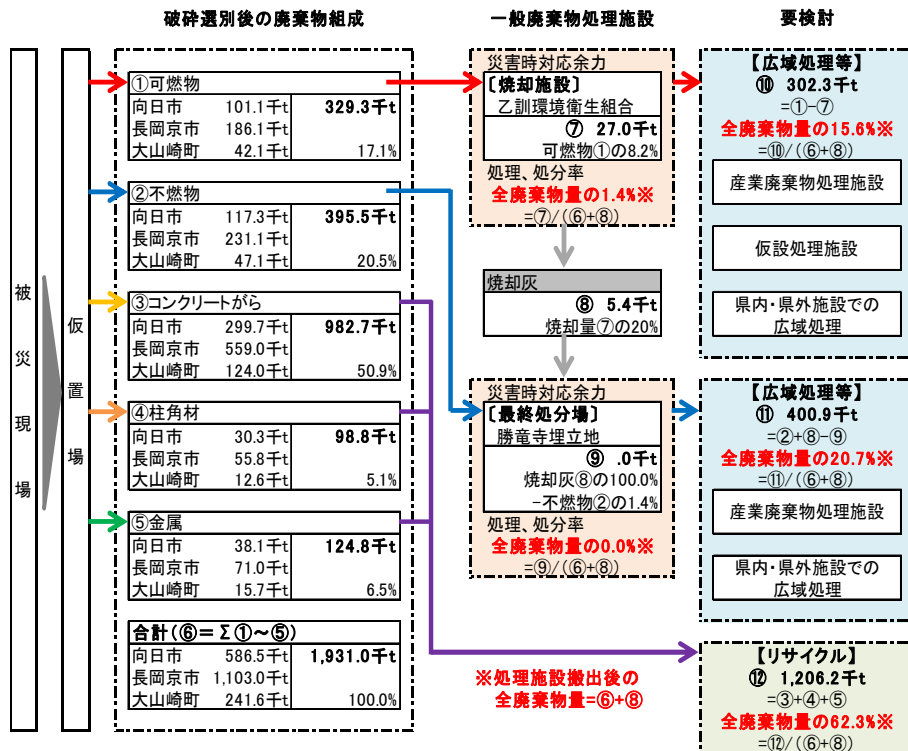 破砕選別後の廃棄物組成
一般廃棄物処理施設
要検討
被災現場
仮置場
①可燃物
向日市 101.1千t 329.3千t
長岡京市 186.1千t
大山崎町 42.1千t 17.1%
②不燃物
向日市 117.3千t 395.5千t
長岡京市 231.1千t
大山崎町 47.1千t 20.5%
③コンクリートがら
向日市 299.7千t 982.7千t
長岡京市 559.0千t
大山崎町 124.0千t 50.9%
④柱角材
向日市 30.3千t 98.8千t
長岡京市 55.8千t
大山崎町 12.6千t 5.1%
⑤金属
向日市 38.1千t 124.8千t
長岡京市 71.0千t
大山崎町 15.7千t 6.5%
合計(⑥=Σ①～⑤)
向日市 586.5千t 1,931.0千t
長岡京市 1,103.0千t
大山崎町 241.6千t 100.0%
災害時対応余力
〔焼却施設〕
乙訓環境衛生組合
⑦ 27.0千t
可燃物①の8.2%
処理、処分率
全廃棄物量の1.4%※
=⑦/(⑥+⑧)
焼却灰
⑧ 5.4千t
焼却量⑦の20%
災害時対応余力
〔最終処分場〕
勝竜寺埋立地
⑨ .0千t
焼却灰⑧の100.0%
-不燃物②の1.4%
処理、処分率
全廃棄物量の0.0%※
=⑨/(⑥+⑧)
※処理施設搬出後の
全廃棄物量=⑥+⑧
【広域処理等】
⑩ 302.3千t
=①-⑦
全廃棄物量の15.6%※
=⑩/(⑥+⑧)
産業廃棄物処理施設
仮設処理施設
県内・県外施設での
広域処理
【広域処理等】
⑪ 400.9千t
=②+⑧-⑨
全廃棄物量の20.7%※
=⑪/(⑥+⑧)
産業廃棄物処理施設
県内・県外施設での
広域処理
【リサイクル】
⑫ 1,206.2千t
=③+④+⑤
全廃棄物量の62.3%※
=⑫/(⑥+⑧)